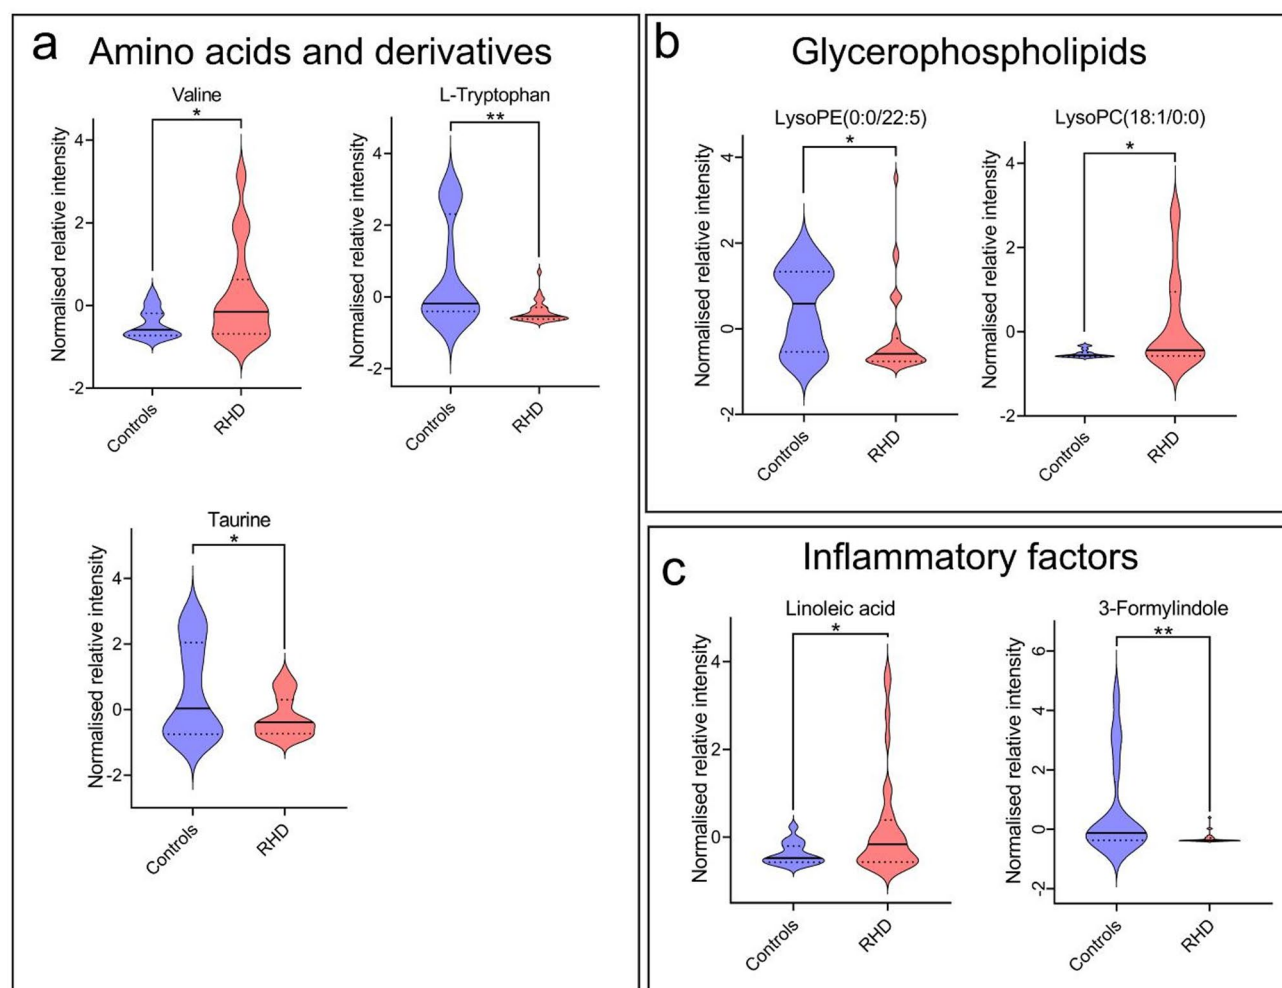 a
Amino acids and derivatives
Valine
*
Normalised relative intensity
4
2
0
-2
Controls
RHD
L-Tryptophan
**
Normalised relative intensity
4
2
0
-2
Controls
RHD
Taurine
*
Normalised relative intensity
4
2
0
-2
Controls
RHD
b
Glycerophospholipids
LysoPE(0:0/22:5)
*
Normalised relative intensity
4
2
0
-2
Controls
RHD
LysoPC(18:1/0:0)
*
Normalised relative intensity
4
2
0
-2
Controls
RHD
c
Inflammatory factors
Linoleic acid
*
Normalised relative intensity
4
2
0
Controls
RHD
3-Formylindole
**
Normalised relative intensity
6
4
2
0
-2
Controls
RHD